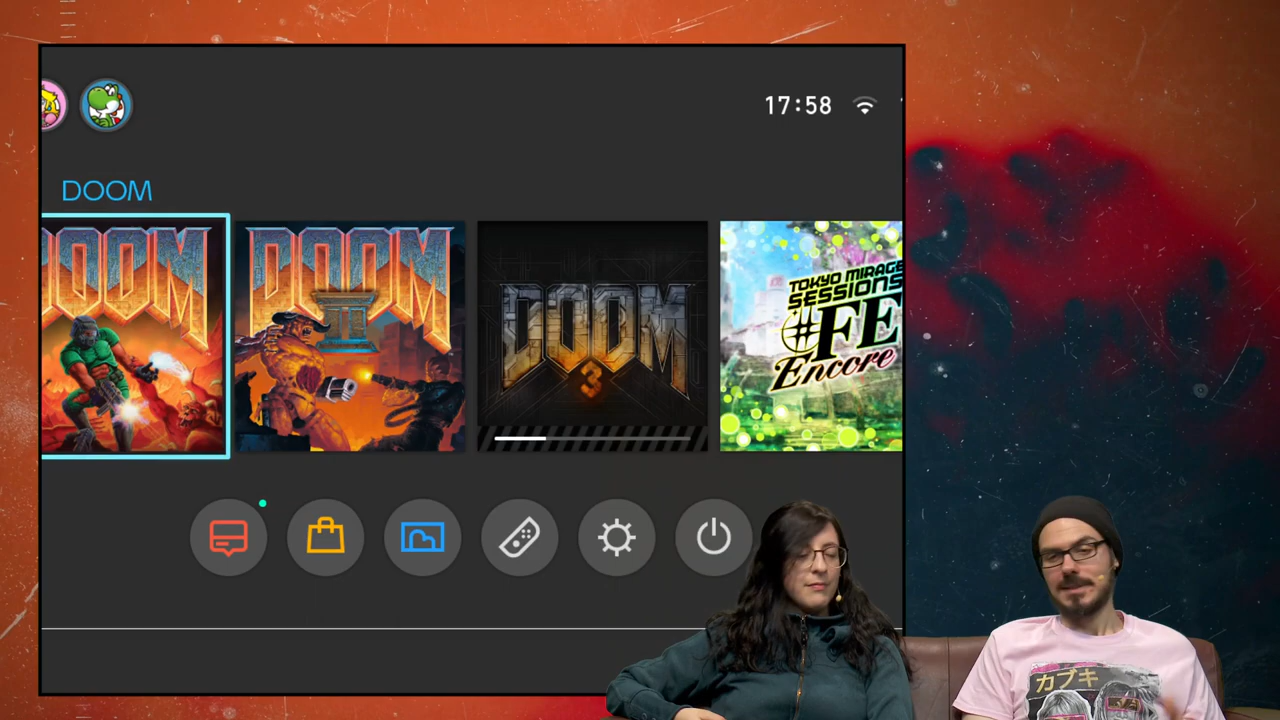 17:58
DOOM
DOOM
DOOM
II
DOOM
3
TOKYO MIRAGE
SESSIONS
#FE
Encore
カブキ